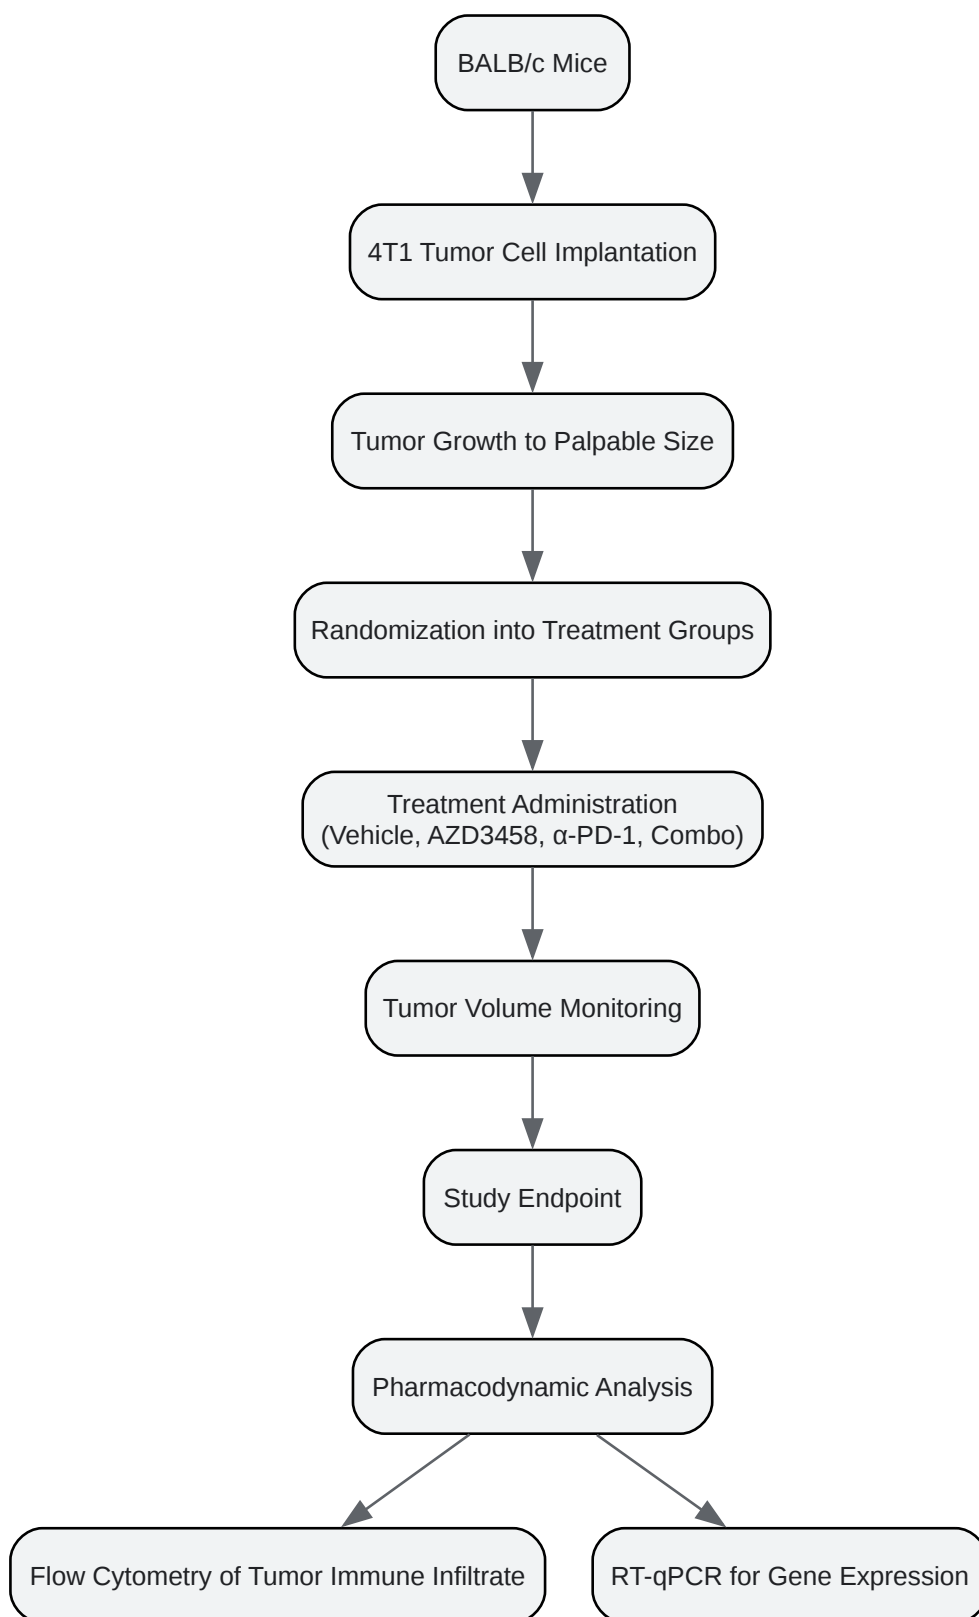 BALB/c Mice
4T1 Tumor Cell Implantation
Tumor Growth to Palpable Size
Randomization into Treatment Groups
Treatment Administration
(Vehicle, AZD3458, α-PD-1, Combo)
Tumor Volume Monitoring
Study Endpoint
Pharmacodynamic Analysis
Flow Cytometry of Tumor Immune Infiltrate
RT-qPCR for Gene Expression